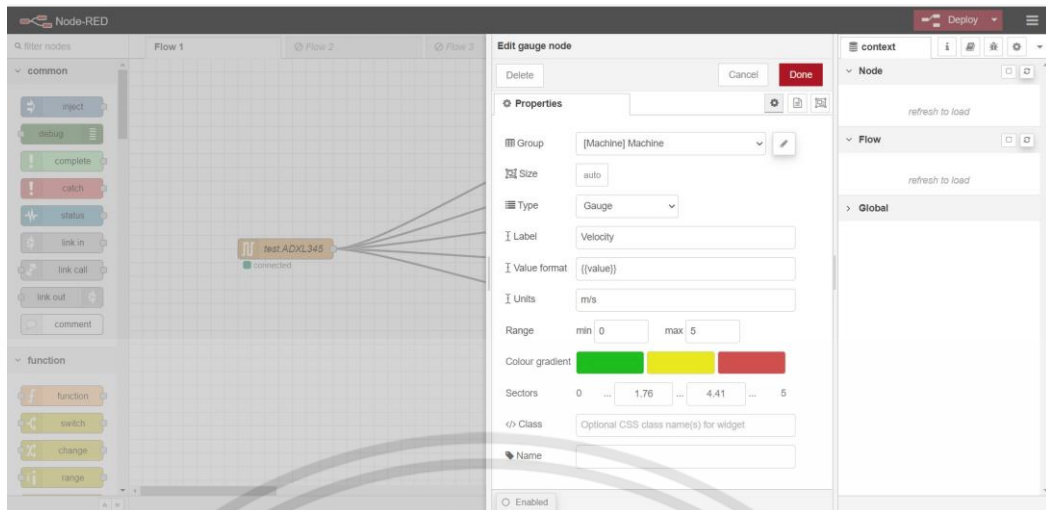 Node-RED
Deploy
filter nodes
Flow 1
Flow 2
Flow 3
Edit gauge node
context
i
common
Delete
Cancel
Done
Node
inject
Properties
refresh to load
debug
Group
[Machine] Machine
Flow
complete
Size
auto
refresh to load
catch
Type
Gauge
Global
status
Label
Velocity
link in
test:ADXL345
Value format
{{value}}
connected
link call
Units
m/s
link out
Range
min 0
max 5
comment
Colour gradient
function
Sectors
0 ... 1.76 ... 4.41 ... 5
function
</> Class
Optional CSS class name(s) for widget
switch
change
Name
range
Enabled